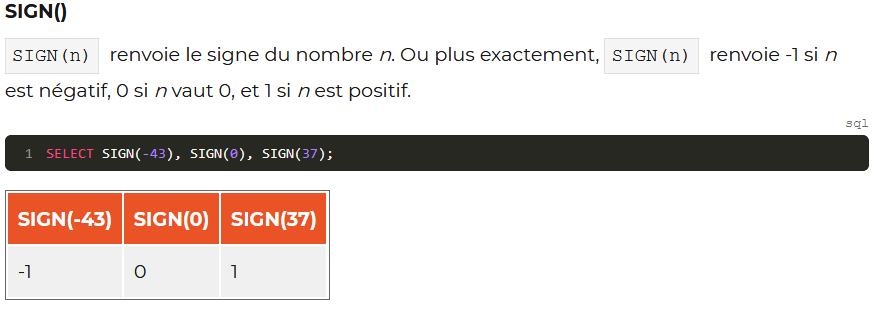 SIGN()
SIGN(n) renvoie le signe du nombre n. Ou plus exactement, SIGN(n) renvoie -1 si n
est négatif, 0 si n vaut 0, et 1 si n est positif.
sql
1 SELECT SIGN(-43), SIGN(0), SIGN(37);
SIGN(-43) SIGN(0) SIGN(37)
-1 0 1